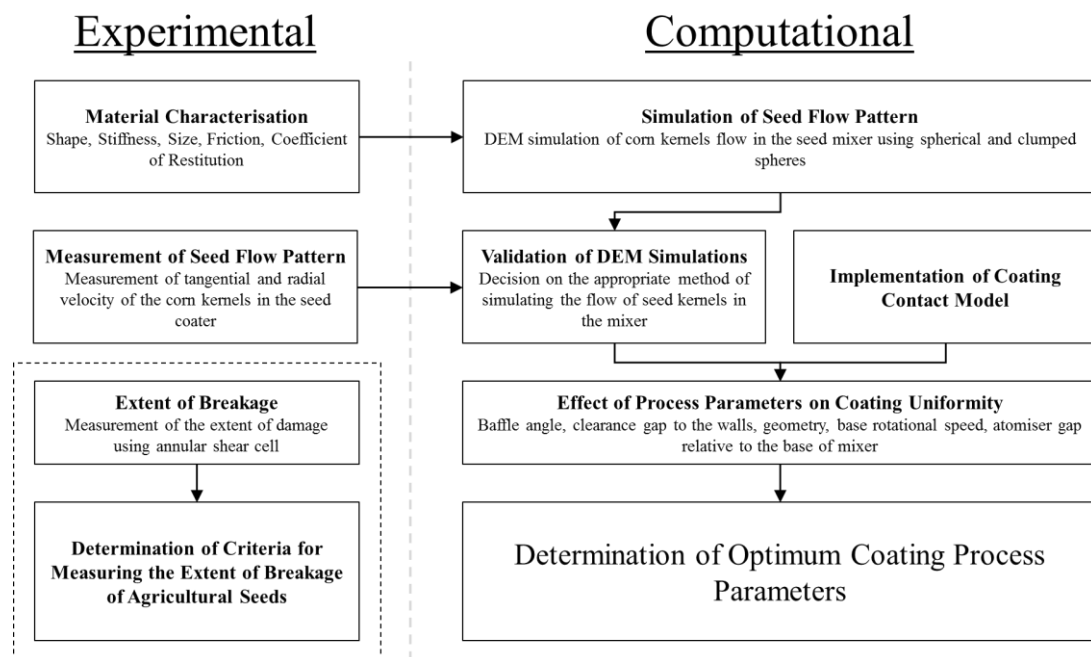 Experimental
Computational
Material Characterisation
Shape, Stiffness, Size, Friction, Coefficient
of Restitution
Simulation of Seed Flow Pattern
DEM simulation of corn kernels flow in the seed mixer using spherical and clumped
spheres
Measurement of Seed Flow Pattern
Measurement of tangential and radial
velocity of the corn kernels in the seed
coater
Validation of DEM Simulations
Decision on the appropriate method of
simulating the flow of seed kernels in
the mixer
Implementation of Coating
Contact Model
Extent of Breakage
Measurement of the extent of damage
using annular shear cell
Effect of Process Parameters on Coating Uniformity
Baffle angle, clearance gap to the walls, geometry, base rotational speed, atomiser gap
relative to the base of mixer
Determination of Criteria for
Measuring the Extent of Breakage
of Agricultural Seeds
Determination of Optimum Coating Process
Parameters